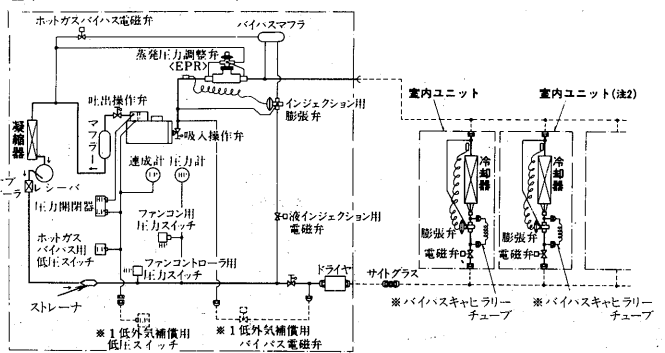 ホットガスバイハス電磁弁
バイハスマフラ
蒸発圧力調整弁
<EPR>
吐出操作弁
マフラー
吸入操作弁
インジェクション用
膨張弁
室内ユニット
室内ユニット(注2)
凝縮器
レシーバ
連成計
圧力計
LP
HP
圧力開閉器
ファンコン用
圧力スイッチ
HP
液インジェクション用
電磁弁
ホットガス
バイパス用
低圧スイッチ
ファンコントローラ用
圧力スイッチ
ストレーナ
ドライヤ
サイトグラス
冷却器
冷却器
膨張弁
電磁弁
膨張弁
電磁弁
※バイパスキャヒラリー
チューブ
※バイパスキャヒラリー
チューブ
※1低外気補償用
低圧スイッチ
※1低外気補償用
バイパス電磁弁